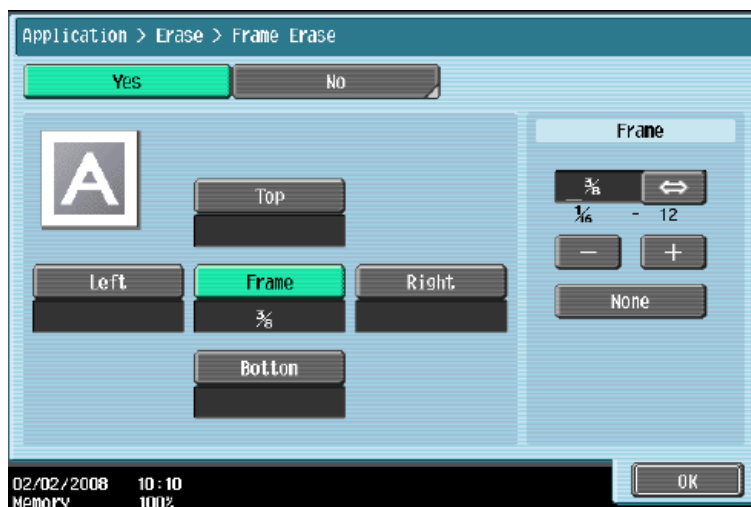 Application > Erase > Frame Erase
Yes No
Frame
A
3/8 ⇔
1/16 - 12
Top
- +
Left Frame Right
None
3/8
Botton
OK
02/02/2008 10:10
Memory 100%